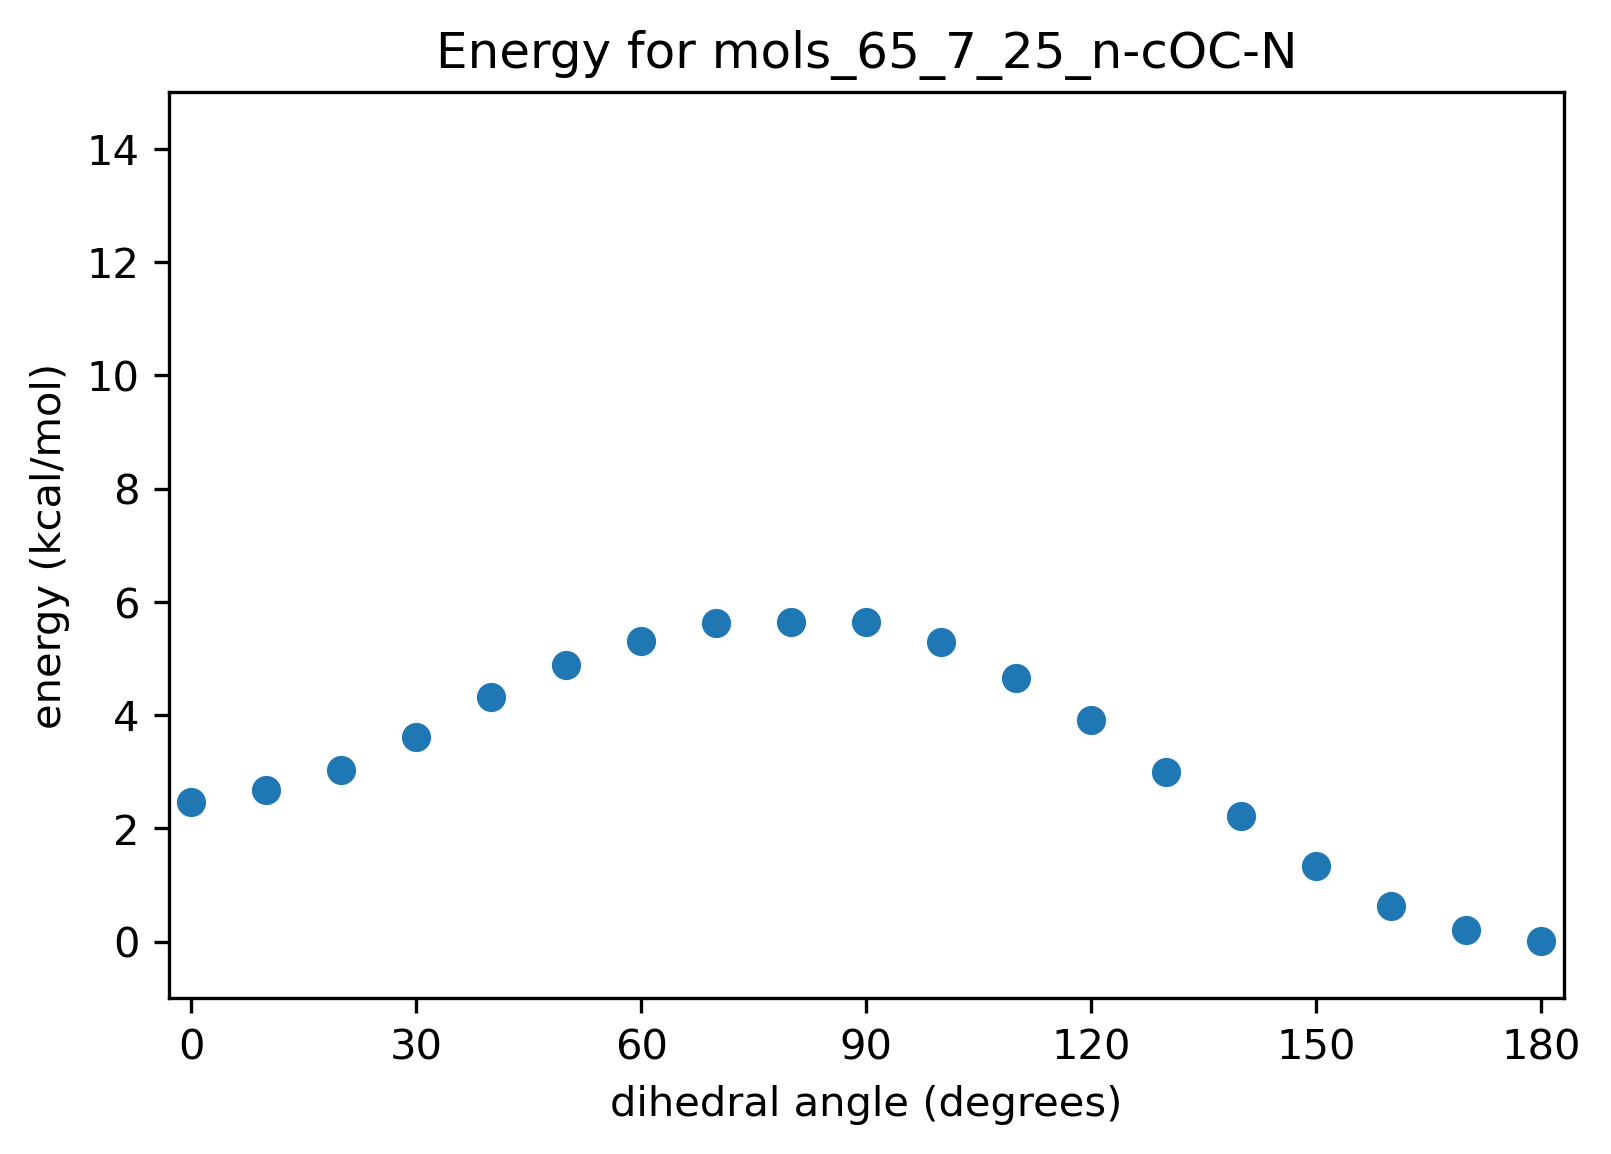 Energy for mols_65_7_25_n-cOC-N
14
12
10
8
6
4
2
0
energy (kcal/mol)
0 30 60 90 120 150 180
dihedral angle (degrees)